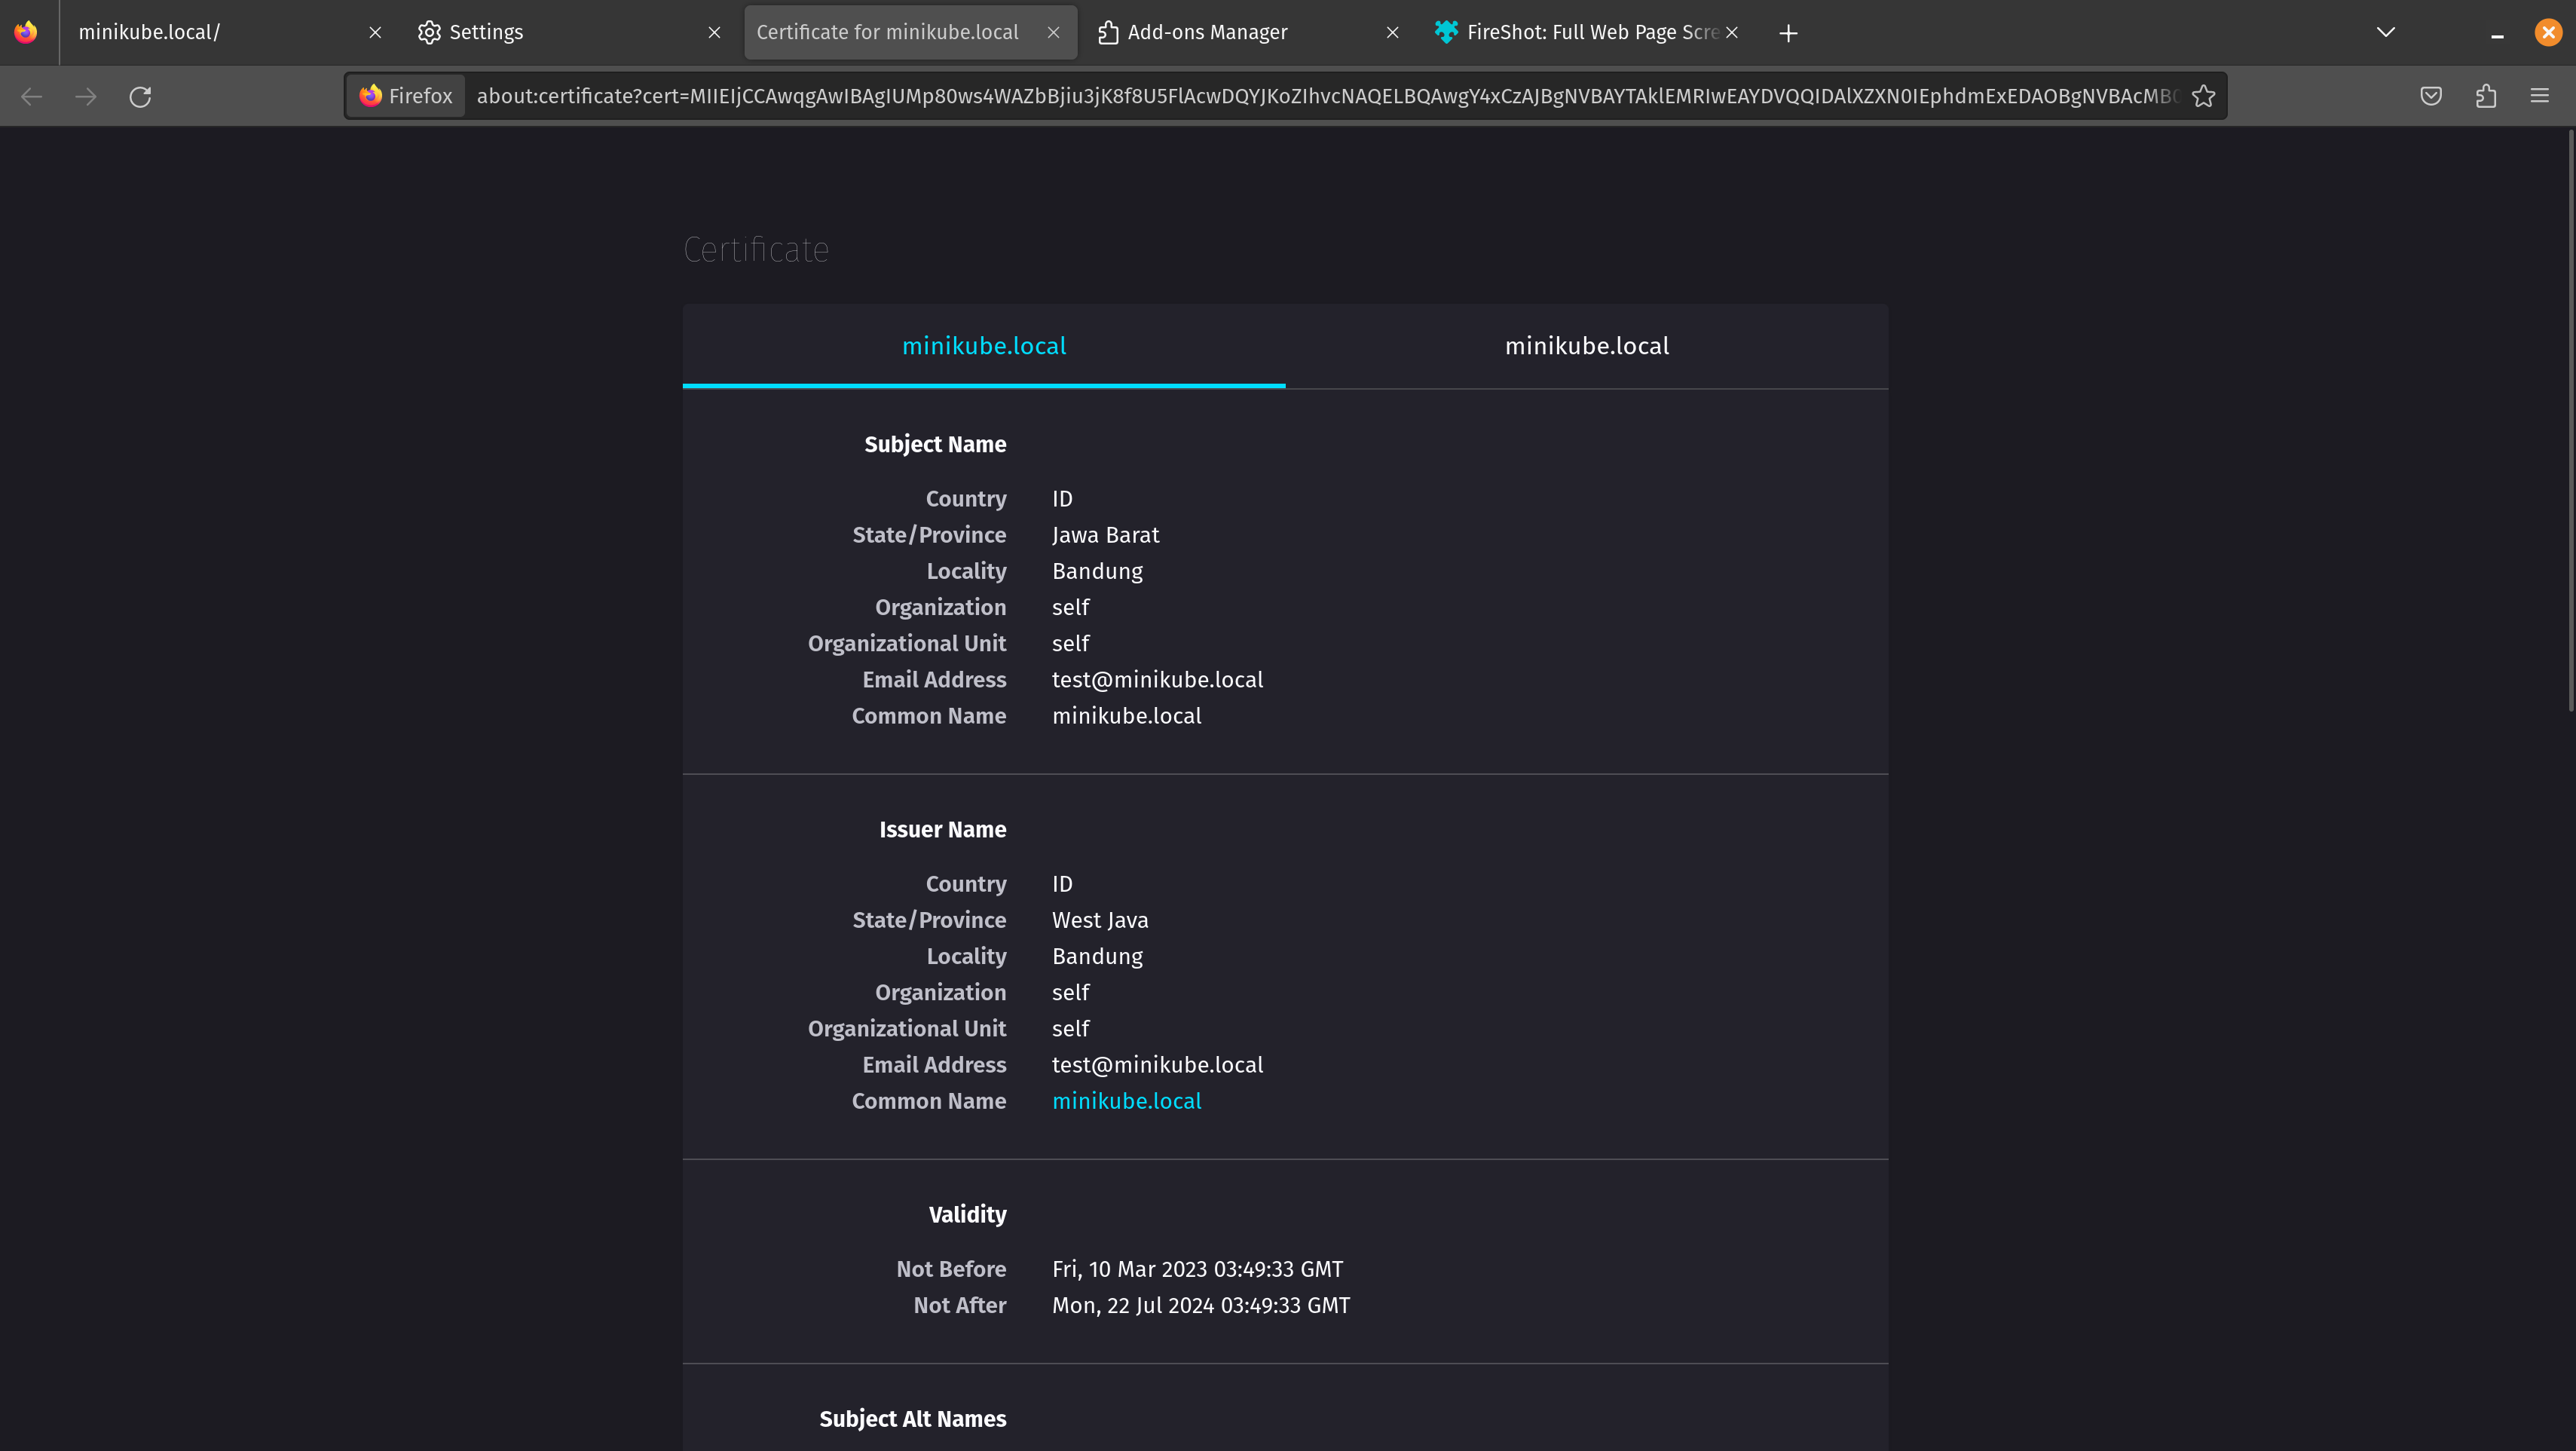 minikube.local/ Settings Certificate for minikube.local Add-ons Manager FireShot: Full Web Page Scre
Firefox about:certificate?cert=MIIEIjCCAwqgAwIBAgIUMp80ws4WAZbBjiu3jK8f8U5FlAcwDQYJKoZIhvcNAQELBQAwgY4xCzAJBgNVBAYTAklEMRIwEAYDVQQIDAlXZXN0IEphdmExEDAOBgNVBAcMB
Certificate
minikube.local minikube.local
Subject Name
Country ID
State/Province Jawa Barat
Locality Bandung
Organization self
Organizational Unit self
Email Address test@minikube.local
Common Name minikube.local
Issuer Name
Country ID
State/Province West Java
Locality Bandung
Organization self
Organizational Unit self
Email Address test@minikube.local
Common Name minikube.local
Validity
Not Before Fri, 10 Mar 2023 03:49:33 GMT
Not After Mon, 22 Jul 2024 03:49:33 GMT
Subject Alt Names